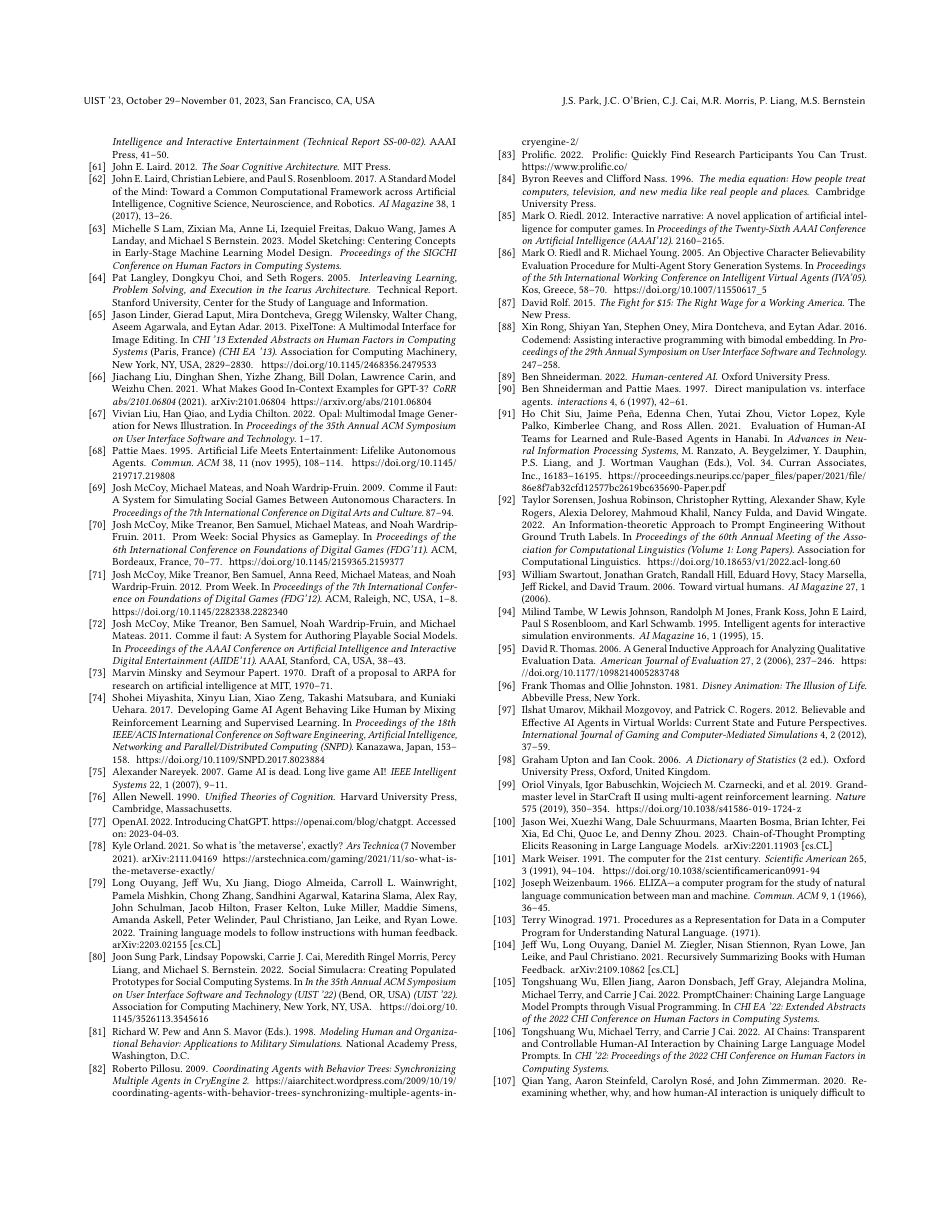 UIST '23, October 29–November 01, 2023, San Francisco, CA, USA
J.S. Park, J.C. O'Brien, C.J. Cai, M.R. Morris, P. Liang, M.S. Bernstein
Intelligence and Interactive Entertainment (Technical Report SS-00-02). AAAI
Press, 41–50.
[61] John E. Laird. 2012. The Soar Cognitive Architecture. MIT Press.
[62] John E. Laird, Christian Lebiere, and Paul S. Rosenbloom. 2017. A Standard Model
of the Mind: Toward a Common Computational Framework across Artificial
Intelligence, Cognitive Science, Neuroscience, and Robotics. AI Magazine 38, 1
(2017), 13–26.
[63] Michelle S Lam, Zixian Ma, Anne Li, Izequiel Freitas, Dakuo Wang, James A
Landay, and Michael S Bernstein. 2023. Model Sketching: Centering Concepts
in Early-Stage Machine Learning Model Design. Proceedings of the SIGCHI
Conference on Human Factors in Computing Systems.
[64] Pat Langley, Dongkyu Choi, and Seth Rogers. 2005. Interleaving Learning,
Problem Solving, and Execution in the Icarus Architecture. Technical Report.
Stanford University, Center for the Study of Language and Information.
[65] Jason Linder, Gierad Laput, Mira Dontcheva, Gregg Wilensky, Walter Chang,
Aseem Agarwala, and Eytan Adar. 2013. PixelTone: A Multimodal Interface for
Image Editing. In CHI '13 Extended Abstracts on Human Factors in Computing
Systems (Paris, France) (CHI EA '13). Association for Computing Machinery,
New York, NY, USA, 2829–2830. https://doi.org/10.1145/2468356.2479533
[66] Jiachang Liu, Dinghan Shen, Yizhe Zhang, Bill Dolan, Lawrence Carin, and
Weizhu Chen. 2021. What Makes Good In-Context Examples for GPT-3? CoRR
abs/2101.06804 (2021). arXiv:2101.06804 https://arxiv.org/abs/2101.06804
[67] Vivian Liu, Han Qiao, and Lydia Chilton. 2022. Opal: Multimodal Image Gener-
ation for News Illustration. In Proceedings of the 35th Annual ACM Symposium
on User Interface Software and Technology. 1–17.
[68] Pattie Maes. 1995. Artificial Life Meets Entertainment: Lifelike Autonomous
Agents. Commun. ACM 38, 11 (nov 1995), 108–114. https://doi.org/10.1145/
219717.219808
[69] Josh McCoy, Michael Mateas, and Noah Wardrip-Fruin. 2009. Comme il Faut:
A System for Simulating Social Games Between Autonomous Characters. In
Proceedings of the 7th International Conference on Digital Arts and Culture. 87–94.
[70] Josh McCoy, Mike Treanor, Ben Samuel, Michael Mateas, and Noah Wardrip-
Fruin. 2011. Prom Week: Social Physics as Gameplay. In Proceedings of the
6th International Conference on Foundations of Digital Games (FDG'11). ACM,
Bordeaux, France, 70–77. https://doi.org/10.1145/2159365.2159377
[71] Josh McCoy, Mike Treanor, Ben Samuel, Anna Reed, Michael Mateas, and Noah
Wardrip-Fruin. 2012. Prom Week. In Proceedings of the 7th International Confer-
ence on Foundations of Digital Games (FDG'12). ACM, Raleigh, NC, USA, 1–8.
https://doi.org/10.1145/2282338.2282340
[72] Josh McCoy, Mike Treanor, Ben Samuel, Noah Wardrip-Fruin, and Michael
Mateas. 2011. Comme il faut: A System for Authoring Playable Social Models.
In Proceedings of the AAAI Conference on Artificial Intelligence and Interactive
Digital Entertainment (AIIDE'11). AAAI, Stanford, CA, USA, 38–43.
[73] Marvin Minsky and Seymour Papert. 1970. Draft of a proposal to ARPA for
research on artificial intelligence at MIT, 1970–71.
[74] Shohei Miyashita, Xinyu Lian, Xiao Zeng, Takashi Matsubara, and Kuniaki
Uehara. 2017. Developing Game AI Agent Behaving Like Human by Mixing
Reinforcement Learning and Supervised Learning. In Proceedings of the 18th
IEEE/ACIS International Conference on Software Engineering, Artificial Intelligence,
Networking and Parallel/Distributed Computing (SNPD). Kanazawa, Japan, 153–
158. https://doi.org/10.1109/SNPD.2017.8023884
[75] Alexander Nareyek. 2007. Game AI is dead. Long live game AI! IEEE Intelligent
Systems 22, 1 (2007), 9–11.
[76] Allen Newell. 1990. Unified Theories of Cognition. Harvard University Press,
Cambridge, Massachusetts.
[77] OpenAI. 2022. Introducing ChatGPT. https://openai.com/blog/chatgpt. Accessed
on: 2023-04-03.
[78] Kyle Orland. 2021. So what is 'the metaverse', exactly? Ars Technica (7 November
2021). arXiv:2111.04169 https://arstechnica.com/gaming/2021/11/so-what-is-
the-metaverse-exactly/
[79] Long Ouyang, Jeff Wu, Xu Jiang, Diogo Almeida, Carroll L. Wainwright,
Pamela Mishkin, Chong Zhang, Sandhini Agarwal, Katarina Slama, Alex Ray,
John Schulman, Jacob Hilton, Fraser Kelton, Luke Miller, Maddie Simens,
Amanda Askell, Peter Welinder, Paul Christiano, Jan Leike, and Ryan Lowe.
2022. Training language models to follow instructions with human feedback.
arXiv:2203.02155 [cs.CL]
[80] Joon Sung Park, Lindsay Popowski, Carrie J. Cai, Meredith Ringel Morris, Percy
Liang, and Michael S. Bernstein. 2022. Social Simulacra: Creating Populated
Prototypes for Social Computing Systems. In In the 35th Annual ACM Symposium
on User Interface Software and Technology (UIST '22) (Bend, OR, USA) (UIST '22).
Association for Computing Machinery, New York, NY, USA. https://doi.org/10.
1145/3526113.3545616
[81] Richard W. Pew and Ann S. Mavor (Eds.). 1998. Modeling Human and Organiza-
tional Behavior: Applications to Military Simulations. National Academy Press,
Washington, D.C.
[82] Roberto Pillosu. 2009. Coordinating Agents with Behavior Trees: Synchronizing
Multiple Agents in CryEngine 2. https://aiarchitect.wordpress.com/2009/10/19/
coordinating-agents-with-behavior-trees-synchronizing-multiple-agents-in-
cryengine-2/
[83] Prolific. 2022. Prolific: Quickly Find Research Participants You Can Trust.
https://www.prolific.co/
[84] Byron Reeves and Clifford Nass. 1996. The media equation: How people treat
computers, television, and new media like real people and places. Cambridge
University Press.
[85] Mark O. Riedl. 2012. Interactive narrative: A novel application of artificial intel-
ligence for computer games. In Proceedings of the Twenty-Sixth AAAI Conference
on Artificial Intelligence (AAAI'12). 2160–2165.
[86] Mark O. Riedl and R. Michael Young. 2005. An Objective Character Believability
Evaluation Procedure for Multi-Agent Story Generation Systems. In Proceedings
of the 5th International Working Conference on Intelligent Virtual Agents (IVA'05).
Kos, Greece, 58–70. https://doi.org/10.1007/11550617_5
[87] David Rolf. 2015. The Fight for $15: The Right Wage for a Working America. The
New Press.
[88] Xin Rong, Shiyan Yan, Stephen Oney, Mira Dontcheva, and Eytan Adar. 2016.
Codemend: Assisting interactive programming with bimodal embedding. In Pro-
ceedings of the 29th Annual Symposium on User Interface Software and Technology.
247–258.
[89] Ben Shneiderman. 2022. Human-centered AI. Oxford University Press.
[90] Ben Shneiderman and Pattie Maes. 1997. Direct manipulation vs. interface
agents. interactions 4, 6 (1997), 42–61.
[91] Ho Chit Siu, Jaime Peña, Edenna Chen, Yutai Zhou, Victor Lopez, Kyle
Palko, Kimberlee Chang, and Ross Allen. 2021. Evaluation of Human-AI
Teams for Learned and Rule-Based Agents in Hanabi. In Advances in Neu-
ral Information Processing Systems, M. Ranzato, A. Beygelzimer, Y. Dauphin,
P.S. Liang, and J. Wortman Vaughan (Eds.), Vol. 34. Curran Associates,
Inc., 16183–16195. https://proceedings.neurips.cc/paper_files/paper/2021/file/
86e8f7ab32cfd12577bc2619bc635690-Paper.pdf
[92] Taylor Sorensen, Joshua Robinson, Christopher Rytting, Alexander Shaw, Kyle
Rogers, Alexia Delorey, Mahmoud Khalil, Nancy Fulda, and David Wingate.
2022. An Information-theoretic Approach to Prompt Engineering Without
Ground Truth Labels. In Proceedings of the 60th Annual Meeting of the Asso-
ciation for Computational Linguistics (Volume 1: Long Papers). Association for
Computational Linguistics. https://doi.org/10.18653/v1/2022.acl-long.60
[93] William Swartout, Jonathan Gratch, Randall Hill, Eduard Hovy, Stacy Marsella,
Jeff Rickel, and David Traum. 2006. Toward virtual humans. AI Magazine 27, 1
(2006).
[94] Milind Tambe, W Lewis Johnson, Randolph M Jones, Frank Koss, John E Laird,
Paul S Rosenbloom, and Karl Schwamb. 1995. Intelligent agents for interactive
simulation environments. AI Magazine 16, 1 (1995), 15.
[95] David R. Thomas. 2006. A General Inductive Approach for Analyzing Qualitative
Evaluation Data. American Journal of Evaluation 27, 2 (2006), 237–246. https:
//doi.org/10.1177/1098214005283748
[96] Frank Thomas and Ollie Johnston. 1981. Disney Animation: The Illusion of Life.
Abbeville Press, New York.
[97] Ilshat Umarov, Mikhail Mozgovoy, and Patrick C. Rogers. 2012. Believable and
Effective AI Agents in Virtual Worlds: Current State and Future Perspectives.
International Journal of Gaming and Computer-Mediated Simulations 4, 2 (2012),
37–59.
[98] Graham Upton and Ian Cook. 2006. A Dictionary of Statistics (2 ed.). Oxford
University Press, Oxford, United Kingdom.
[99] Oriol Vinyals, Igor Babuschkin, Wojciech M. Czarnecki, and et al. 2019. Grand-
master level in StarCraft II using multi-agent reinforcement learning. Nature
575 (2019), 350–354. https://doi.org/10.1038/s41586-019-1724-z
[100] Jason Wei, Xuezhi Wang, Dale Schuurmans, Maarten Bosma, Brian Ichter, Fei
Xia, Ed Chi, Quoc Le, and Denny Zhou. 2023. Chain-of-Thought Prompting
Elicits Reasoning in Large Language Models. arXiv:2201.11903 [cs.CL]
[101] Mark Weiser. 1991. The computer for the 21st century. Scientific American 265,
3 (1991), 94–104. https://doi.org/10.1038/scientificamerican0991-94
[102] Joseph Weizenbaum. 1966. ELIZA—a computer program for the study of natural
language communication between man and machine. Commun. ACM 9, 1 (1966),
36–45.
[103] Terry Winograd. 1971. Procedures as a Representation for Data in a Computer
Program for Understanding Natural Language. (1971).
[104] Jeff Wu, Long Ouyang, Daniel M. Ziegler, Nisan Stiennon, Ryan Lowe, Jan
Leike, and Paul Christiano. 2021. Recursively Summarizing Books with Human
Feedback. arXiv:2109.10862 [cs.CL]
[105] Tongshuang Wu, Ellen Jiang, Aaron Donsbach, Jeff Gray, Alejandra Molina,
Michael Terry, and Carrie J Cai. 2022. PromptChainer: Chaining Large Language
Model Prompts through Visual Programming. In CHI EA '22: Extended Abstracts
of the 2022 CHI Conference on Human Factors in Computing Systems.
[106] Tongshuang Wu, Michael Terry, and Carrie J Cai. 2022. AI Chains: Transparent
and Controllable Human-AI Interaction by Chaining Large Language Model
Prompts. In CHI '22: Proceedings of the 2022 CHI Conference on Human Factors in
Computing Systems.
[107] Qian Yang, Aaron Steinfeld, Carolyn Rosé, and John Zimmerman. 2020. Re-
examining whether, why, and how human-AI interaction is uniquely difficult to